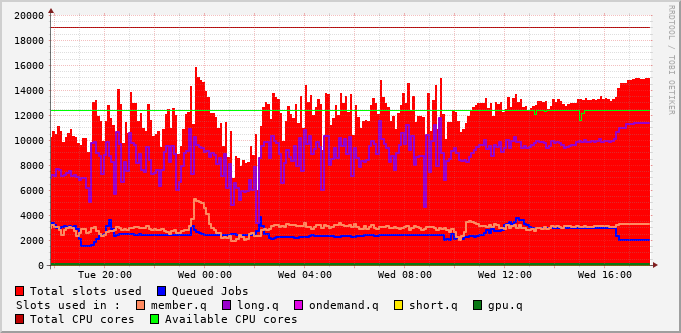 20000
18000
16000
14000
12000
10000
8000
6000
4000
2000
0
Tue 20:00 Wed 00:00 Wed 04:00 Wed 08:00 Wed 12:00 Wed 16:00
RRDTOOL / TOBI OETIKER
Total slots used Queued Jobs
Slots used in : member.q long.q ondemand.q short.q gpu.q
Total CPU cores Available CPU cores